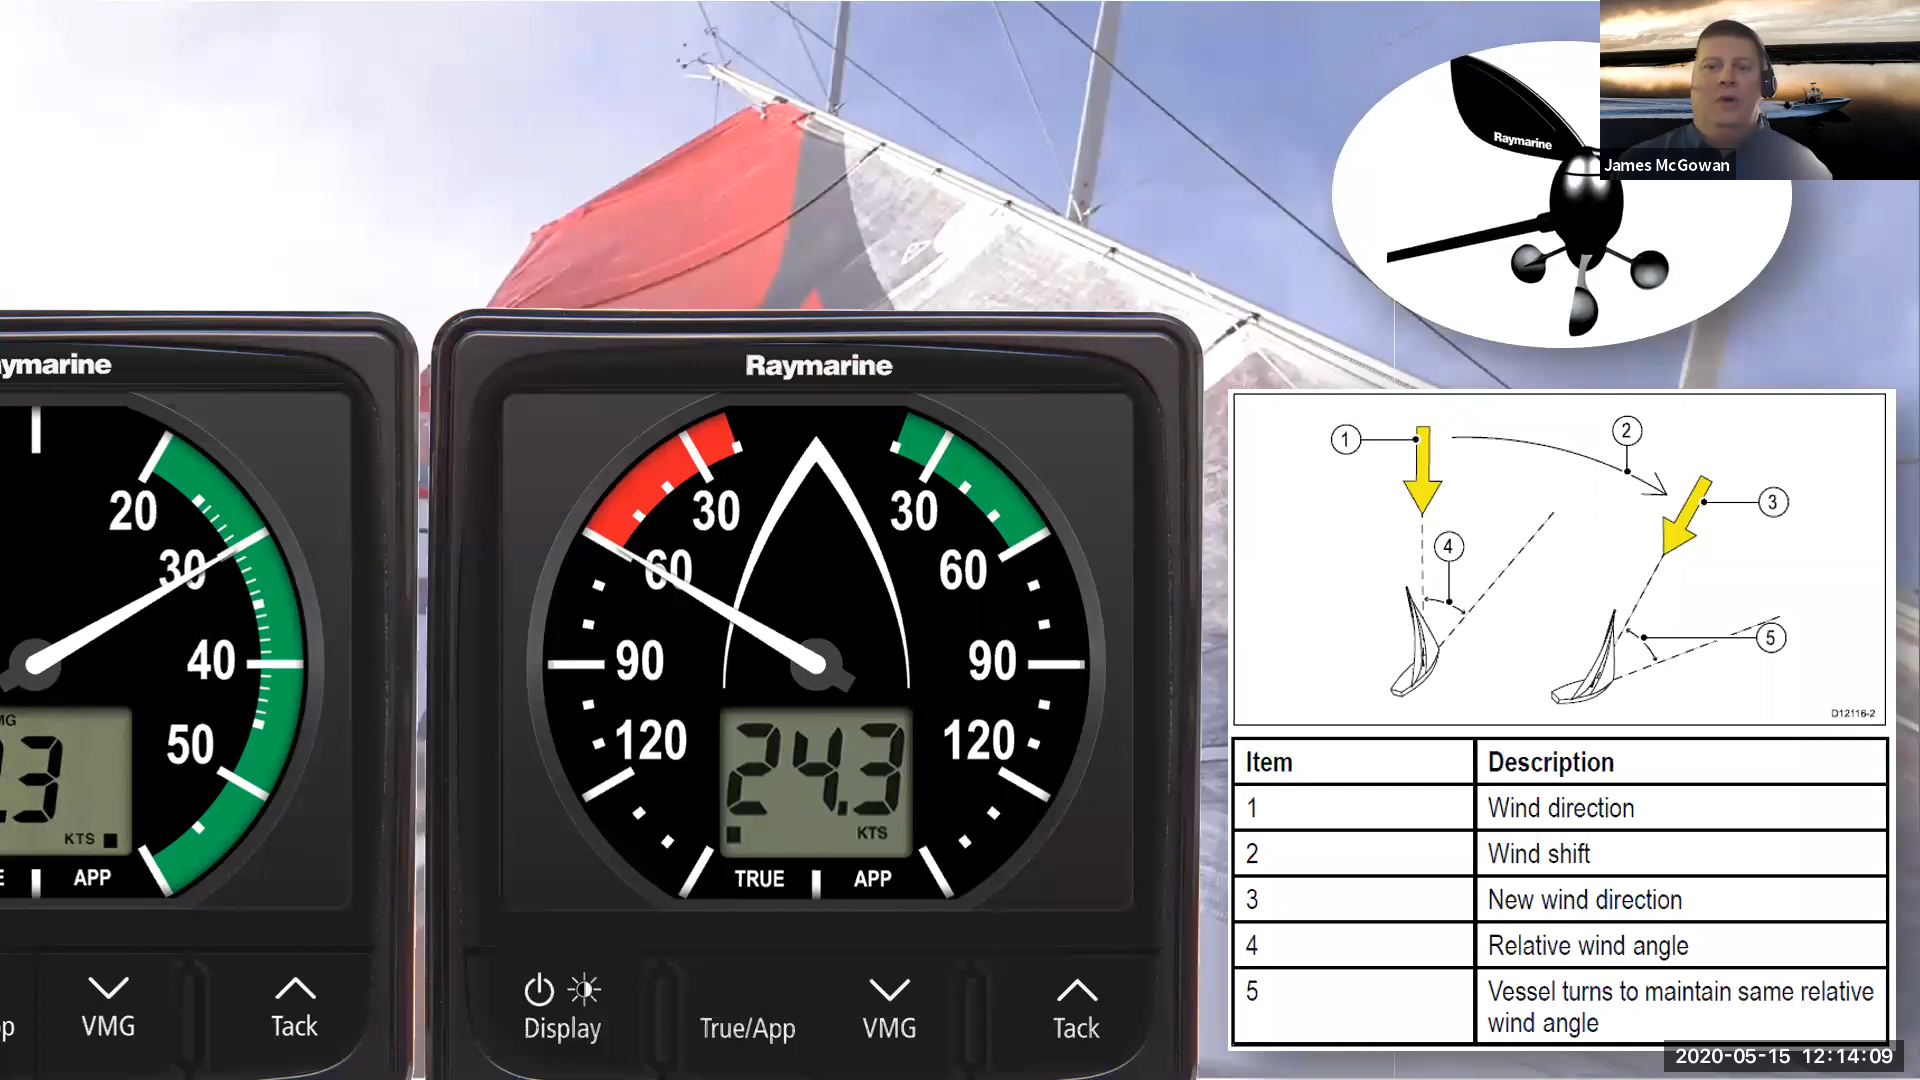 Raymarine
James McGowan
aymarine
20
30
40
50
MG
.3
KTS
E
APP
p
VMG
Tack
Raymarine
30
30
60
60
90
90
120
120
24.3
KTS
TRUE
APP
Display
True/App
VMG
Tack
1
2
3
4
5
D12116-2
Item Description
1 Wind direction
2 Wind shift
3 New wind direction
4 Relative wind angle
5 Vessel turns to maintain same relative
wind angle
2020-05-15 12:14:09